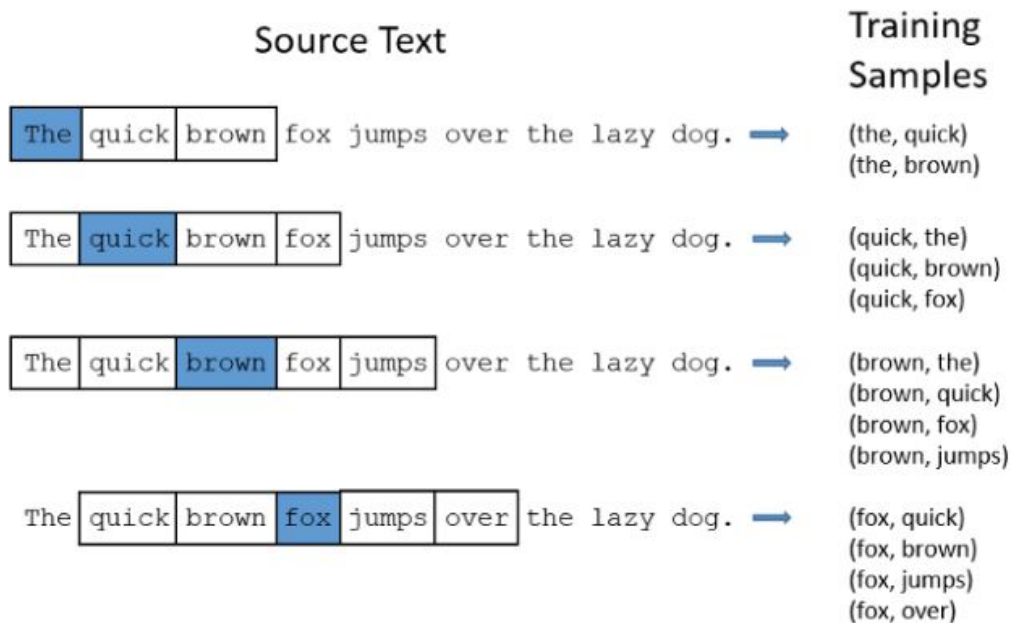 Source Text
Training
Samples
The quick brown fox jumps over the lazy dog.
(the, quick)
(the, brown)
The quick brown fox jumps over the lazy dog.
(quick, the)
(quick, brown)
(quick, fox)
The quick brown fox jumps over the lazy dog.
(brown, the)
(brown, quick)
(brown, fox)
(brown, jumps)
The quick brown fox jumps over the lazy dog.
(fox, quick)
(fox, brown)
(fox, jumps)
(fox, over)